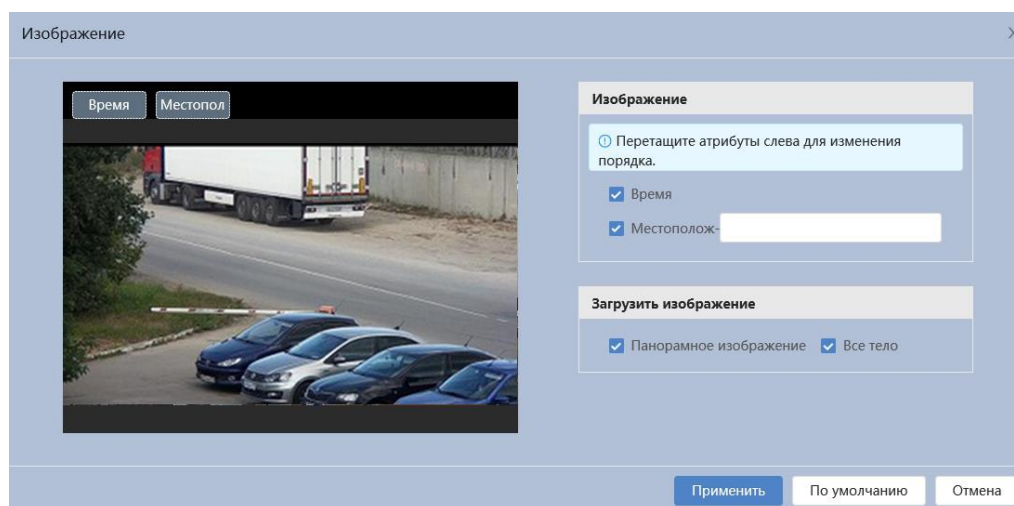 Изображение
Время Местопол
Изображение
Перетащите атрибуты слева для изменения
порядка.
Время
Местополож-
Загрузить изображение
Панорамное изображение Все тело
Применить По умолчанию Отмена